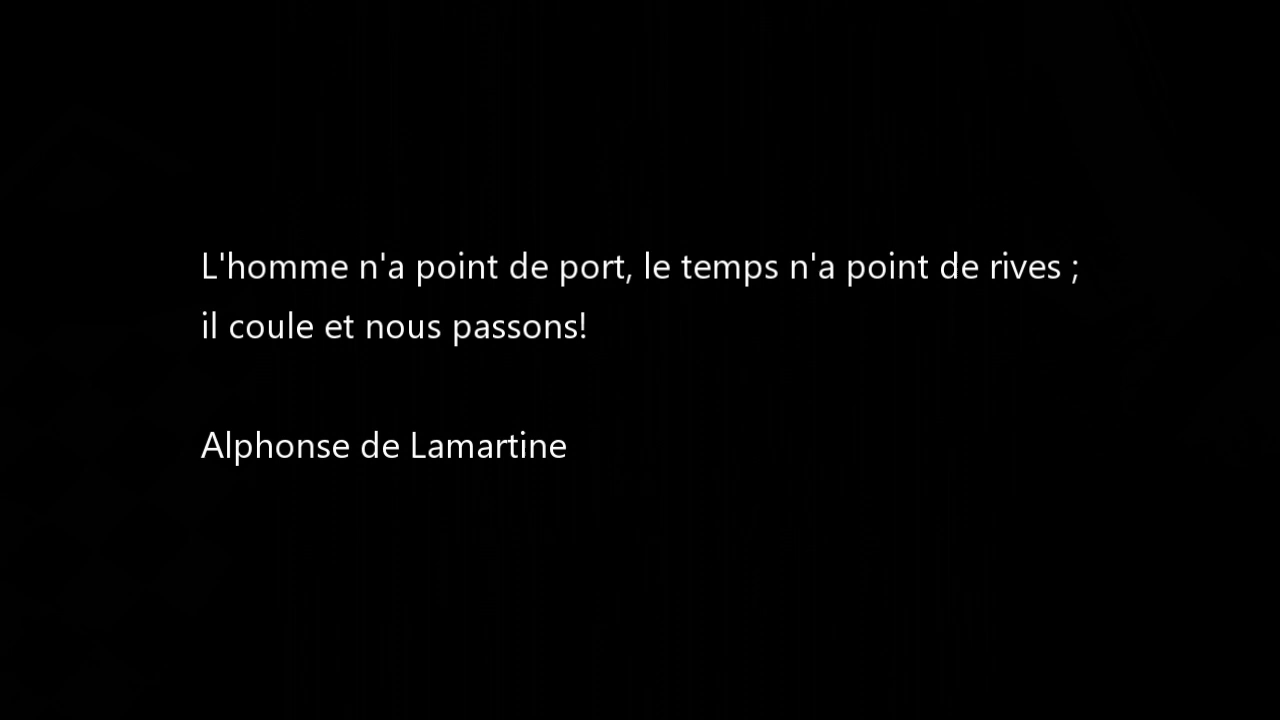 L'homme n'a point de port, le temps n'a point de rives ;
il coule et nous passons!
Alphonse de Lamartine